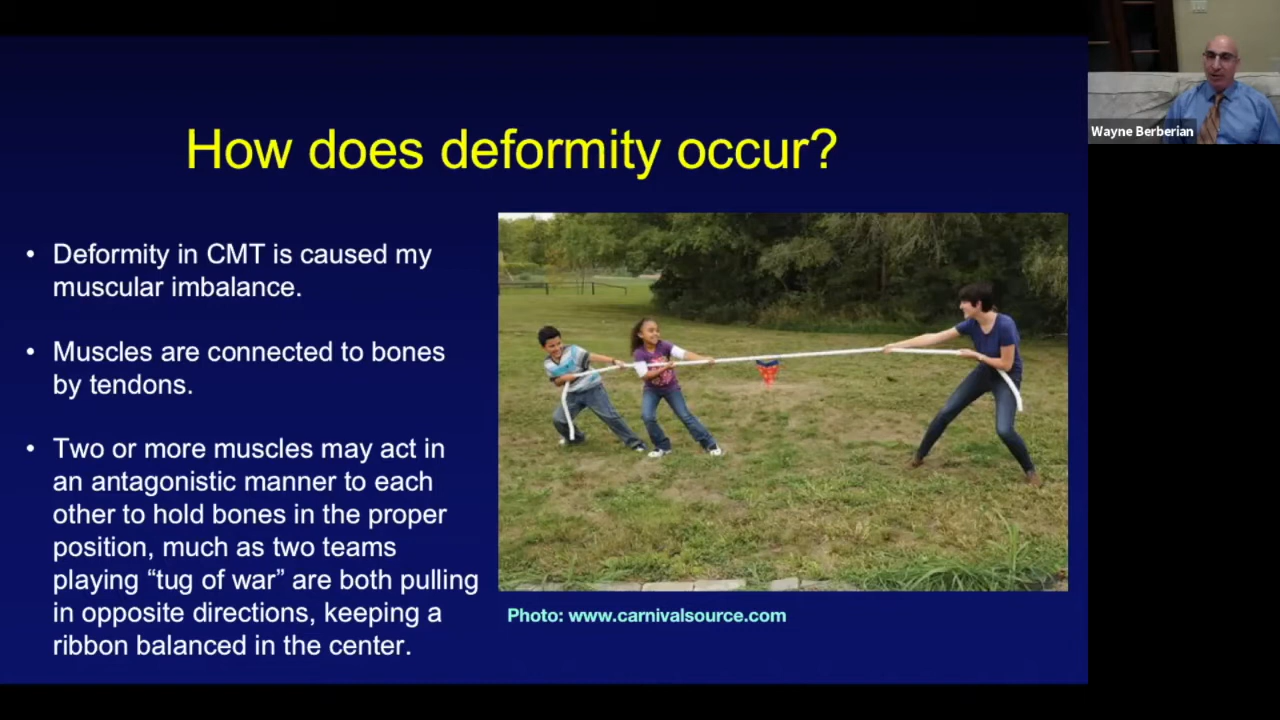 How does deformity occur?
• Deformity in CMT is caused my
muscular imbalance.
• Muscles are connected to bones
by tendons.
• Two or more muscles may act in
an antagonistic manner to each
other to hold bones in the proper
position, much as two teams
playing “tug of war” are both pulling
in opposite directions, keeping a
ribbon balanced in the center.
Photo: www.carnivalsource.com
Wayne Berberian